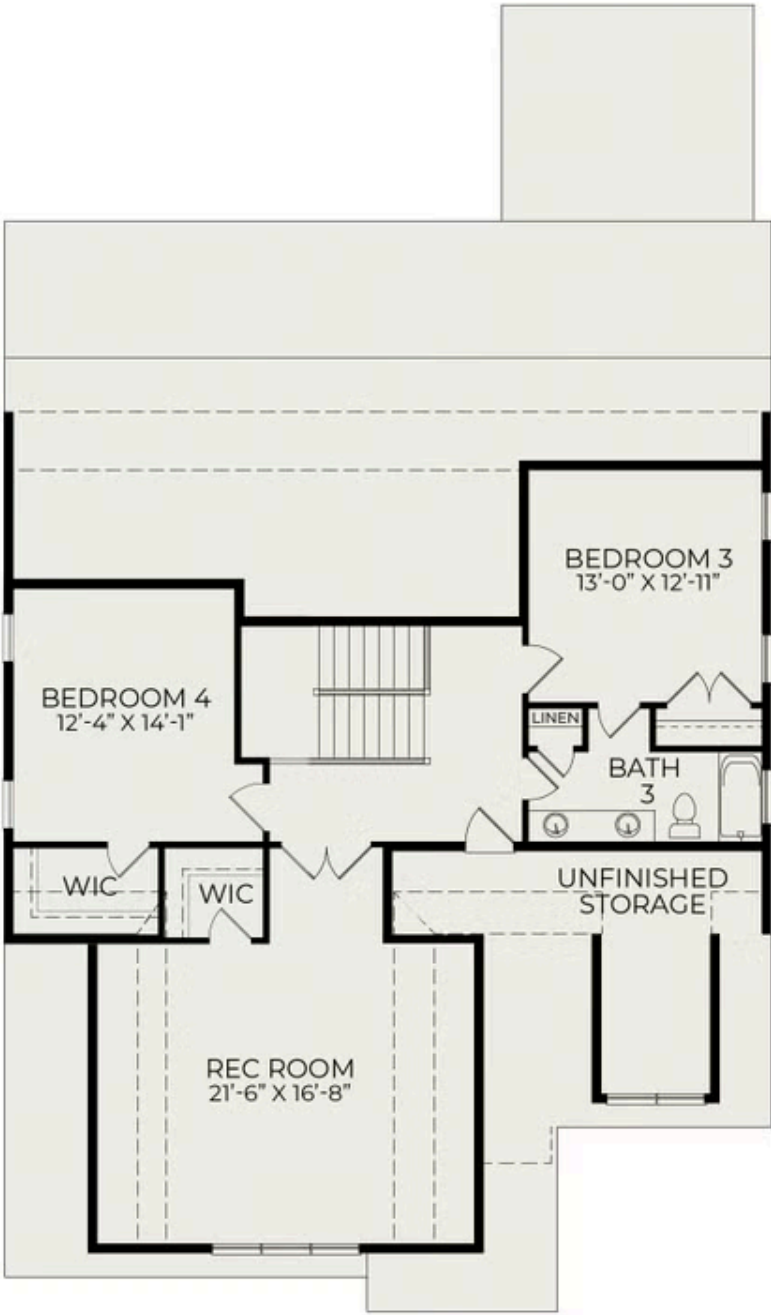 BEDROOM 3
13'-0" X 12'-11"
BEDROOM 4
12'-4" X 14'-1"
LINEN
BATH
3
WIC
WIC
UNFINISHED
STORAGE
REC ROOM
21'-6" X 16'-8"